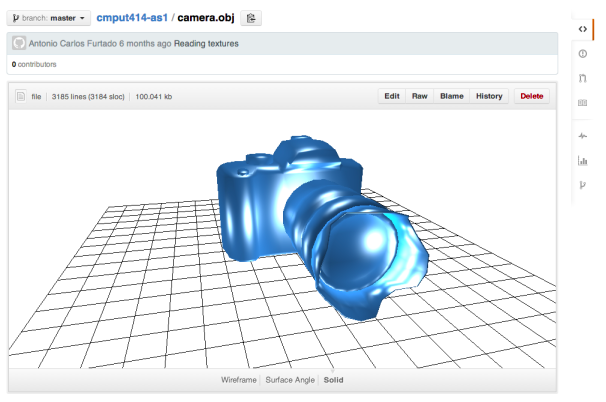 branch: master cmput414-as1 / camera.obj
Antonio Carlos Furtado 6 months ago Reading textures
0 contributors
file 3185 lines (3184 sloc) 100.041 kb Edit Raw Blame History Delete
Wireframe Surface Angle Solid